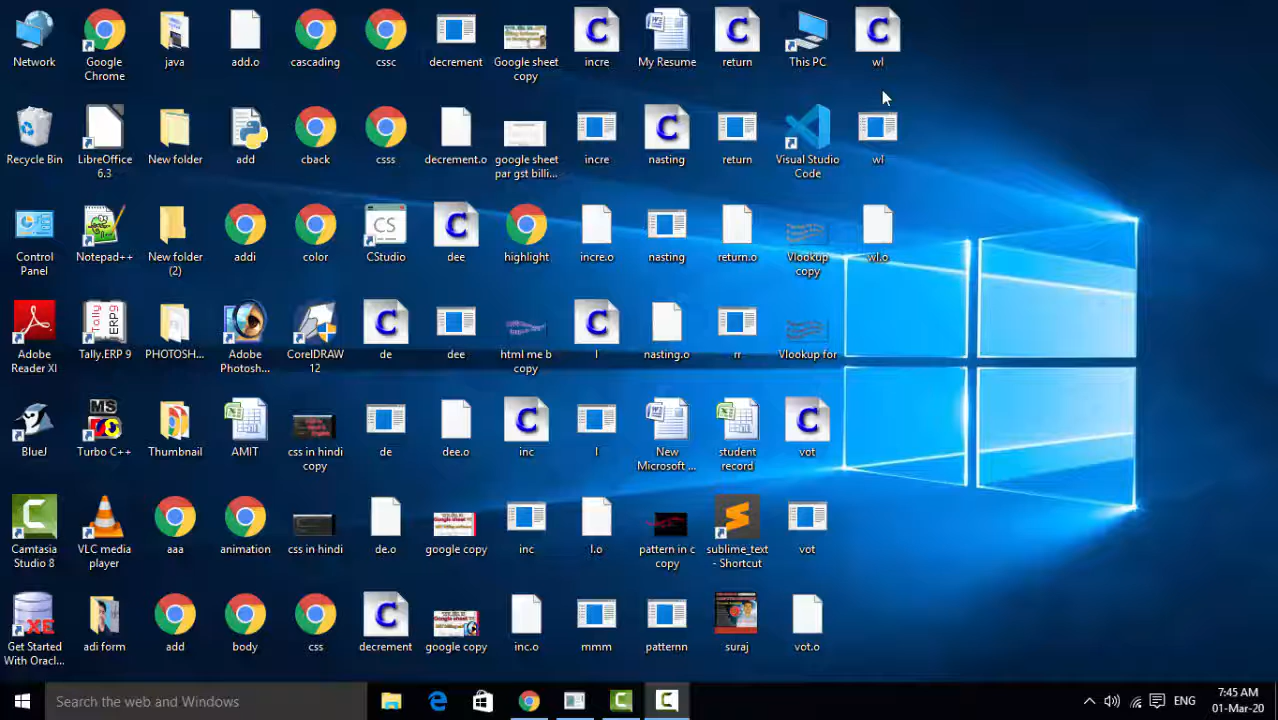 Network
Google
Chrome
java
add.o
cascading
cssc
decrement
Google sheet
copy
incre
My Resume
return
This PC
wl
Recycle Bin
LibreOffice
6.3
New folder
add
cback
csss
decrement.o
google sheet
par gst billi...
incre
nasting
return
Visual Studio
Code
wl
Control
Panel
Notepad++
New folder
(2)
addi
color
CStudio
dee
highlight
incre.o
nasting
return.o
Vlookup
copy
wl.o
Adobe
Reader XI
Tally.ERP 9
PHOTOSH...
Adobe
Photosh...
CorelDRAW
12
de
dee
html me b
copy
l
nasting.o
rr
Vlookup for
BlueJ
Turbo C++
Thumbnail
AMIT
css in hindi
copy
de
dee.o
inc
l
New
Microsoft ...
student
record
vot
Camtasia
Studio 8
VLC media
player
aaa
animation
css in hindi
de.o
google copy
inc
l.o
pattern in c
copy
sublime_text
- Shortcut
vot
Get Started
With Oracl...
adi form
add
body
css
decrement
google copy
inc.o
mmm
patternn
suraj
vot.o
Search the web and Windows
ENG
7:45 AM
01-Mar-20